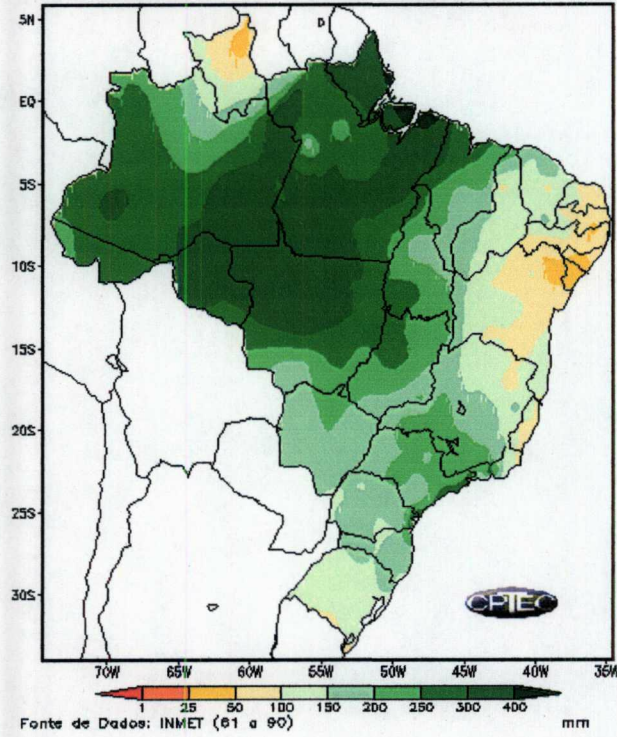 5N
EQ
5S
10S
15S
20S
25S
30S
CPTEC
70W 65W 60W 55W 50W 45W 40W 35W
1 25 50 100 150 200 250 300 400
Fonte de Dados: INMET (61 a 90) mm